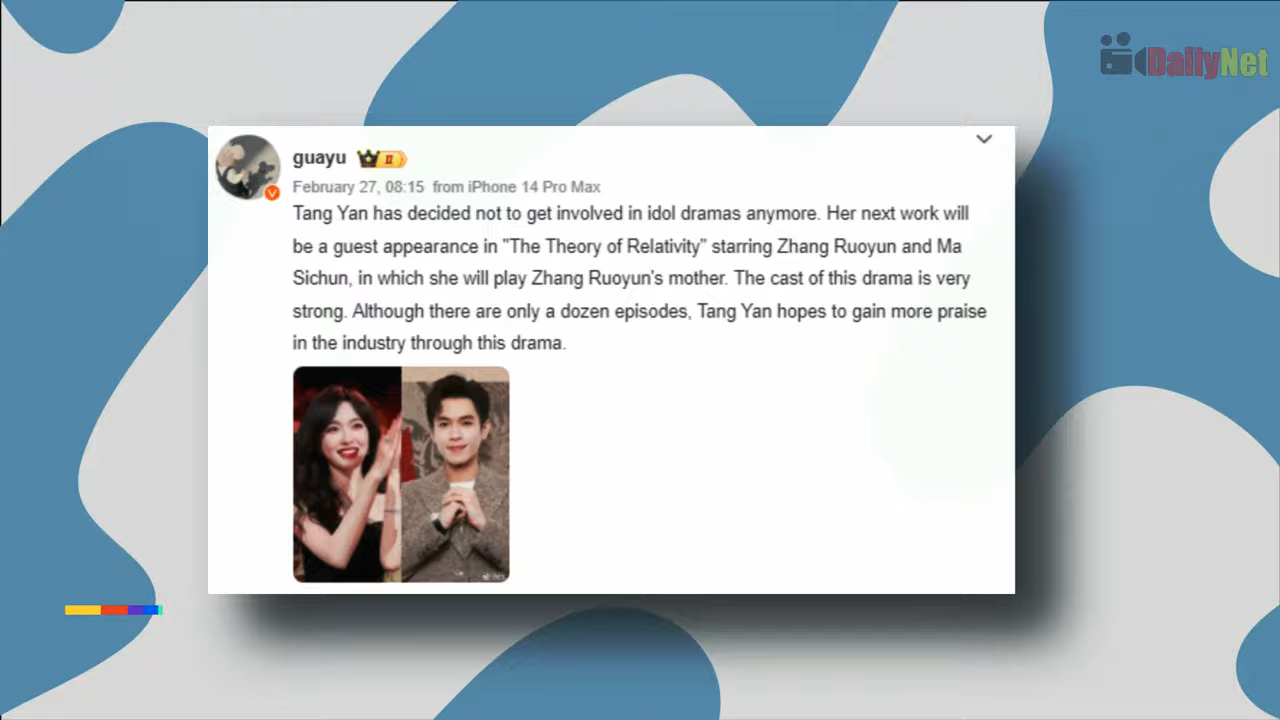 DailyNet
guayu II
February 27, 08:15 from iPhone 14 Pro Max
Tang Yan has decided not to get involved in idol dramas anymore. Her next work will
be a guest appearance in "The Theory of Relativity" starring Zhang Ruoyun and Ma
Sichun, in which she will play Zhang Ruoyun's mother. The cast of this drama is very
strong. Although there are only a dozen episodes, Tang Yan hopes to gain more praise
in the industry through this drama.